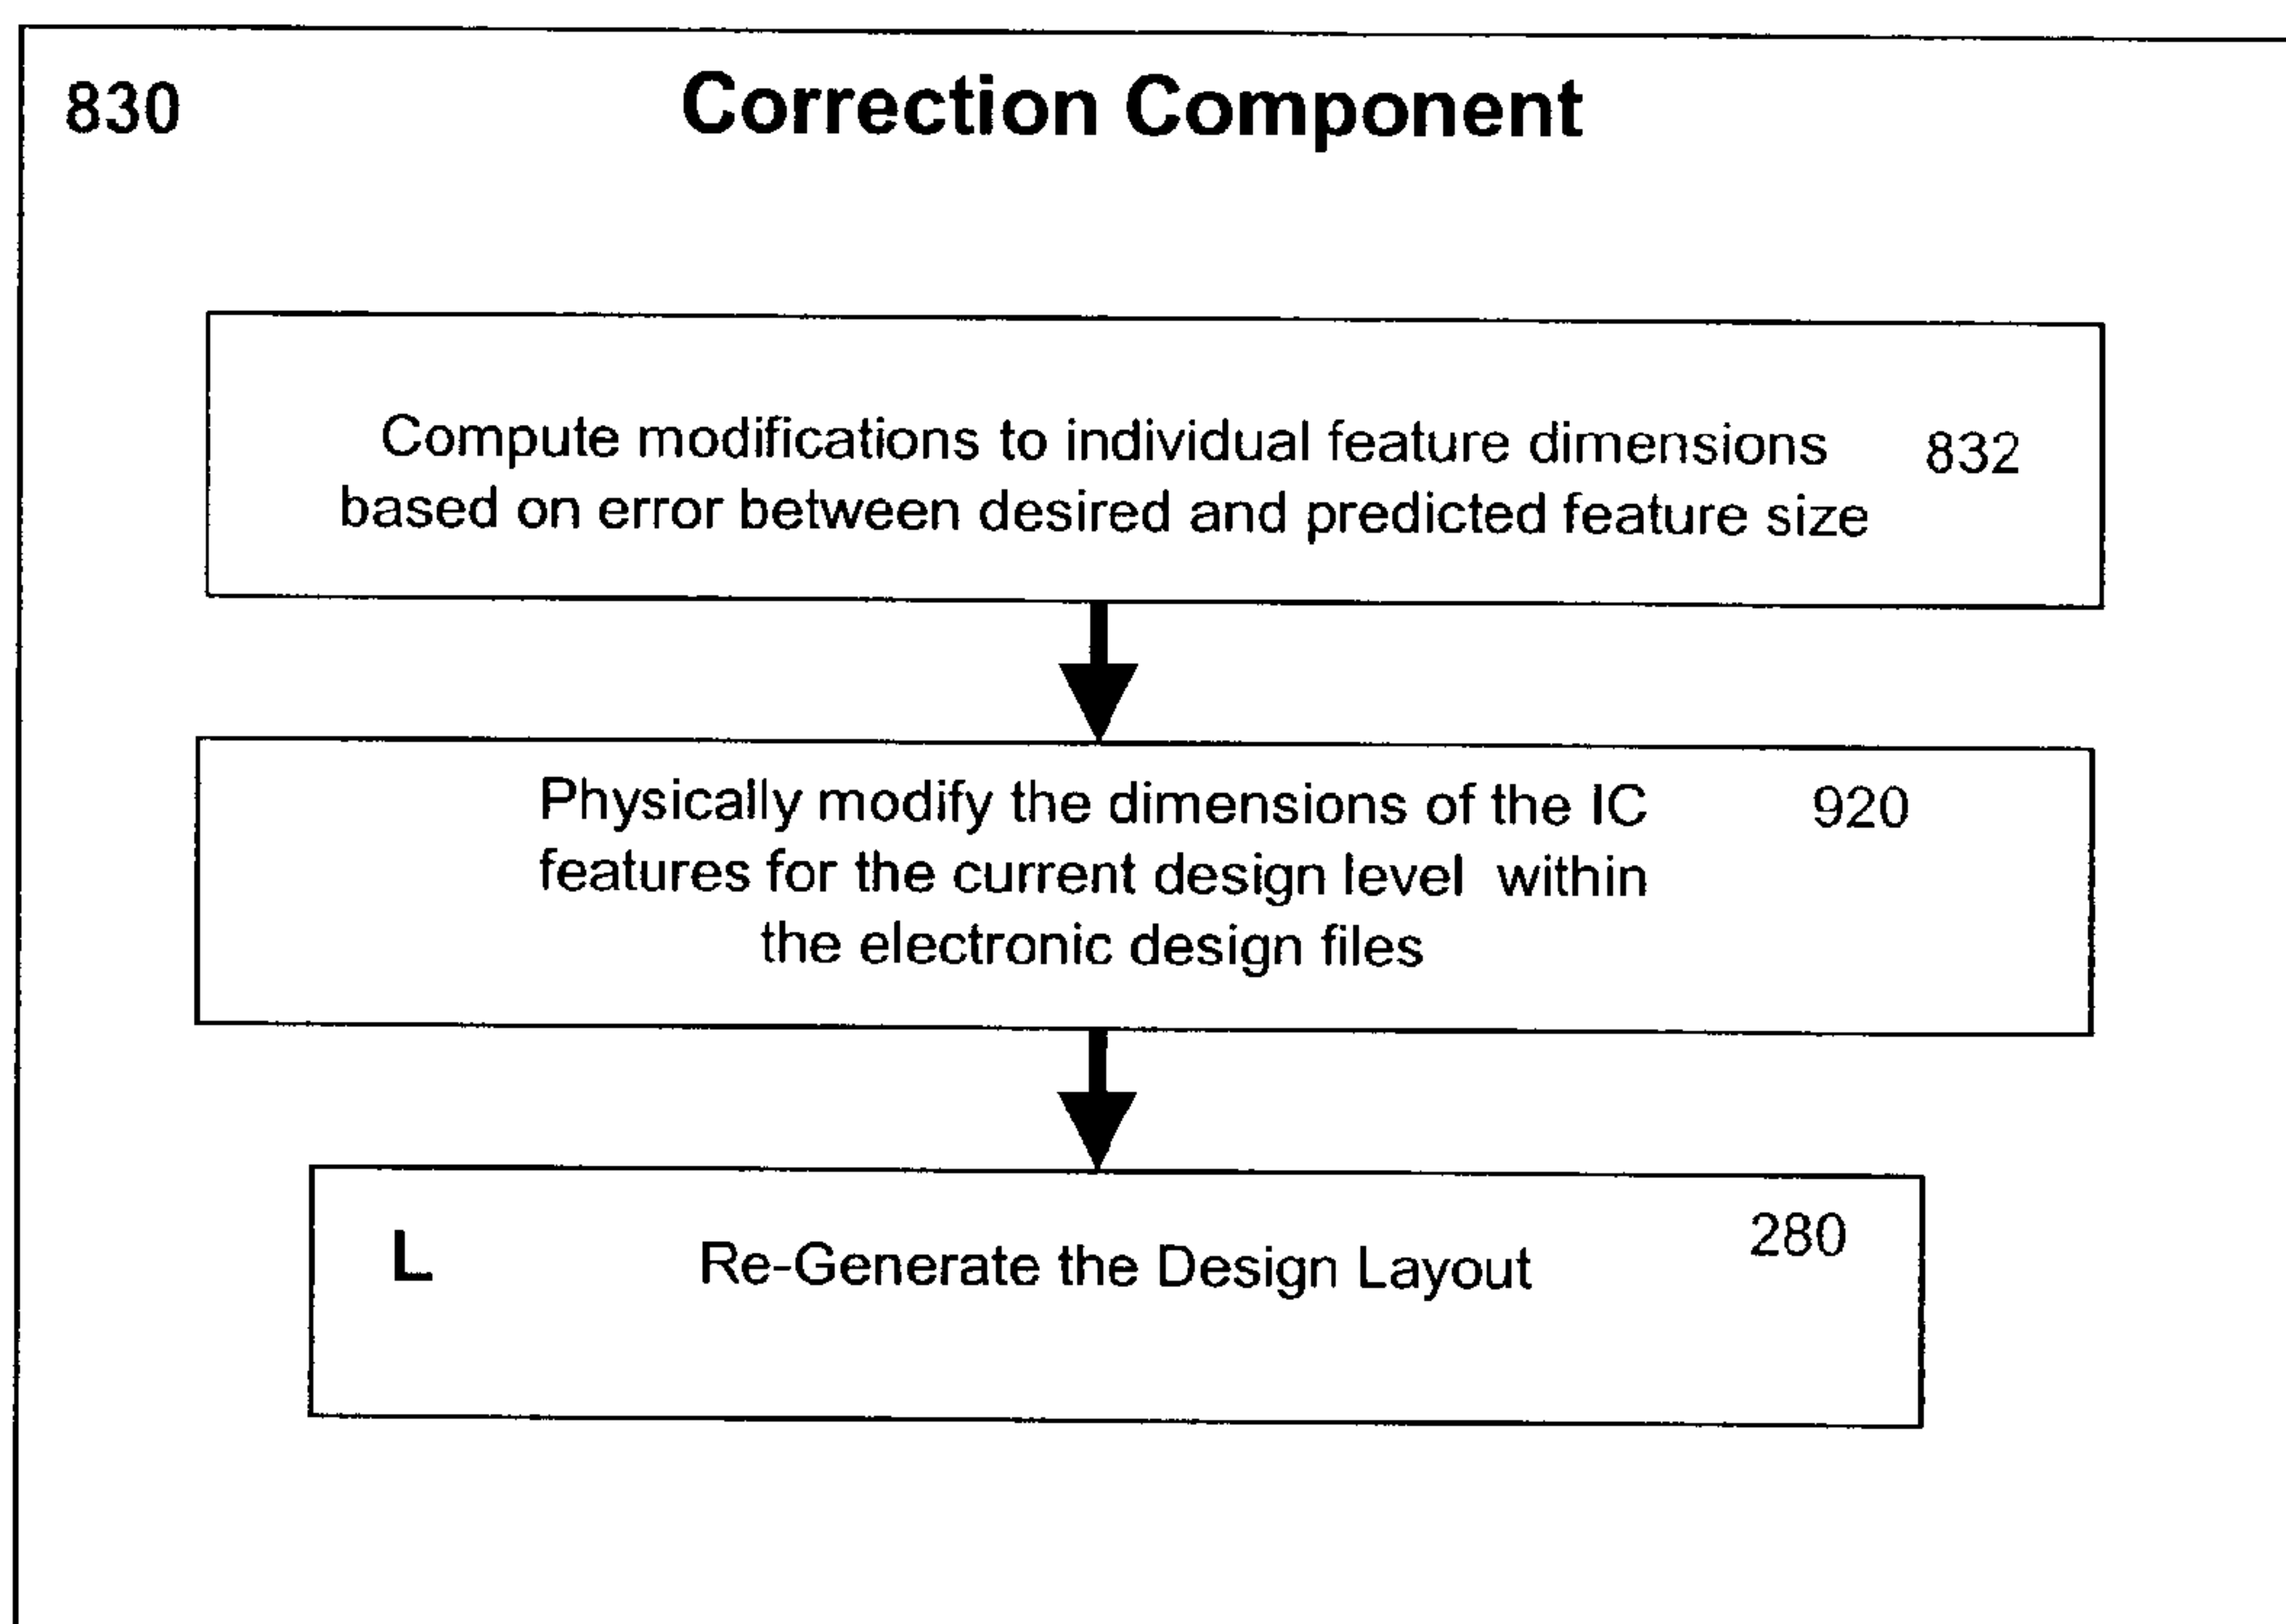 830 Correction Component
Compute modifications to individual feature dimensions 832
based on error between desired and predicted feature size
Physically modify the dimensions of the IC 920
features for the current design level within
the electronic design files
L Re-Generate the Design Layout 280